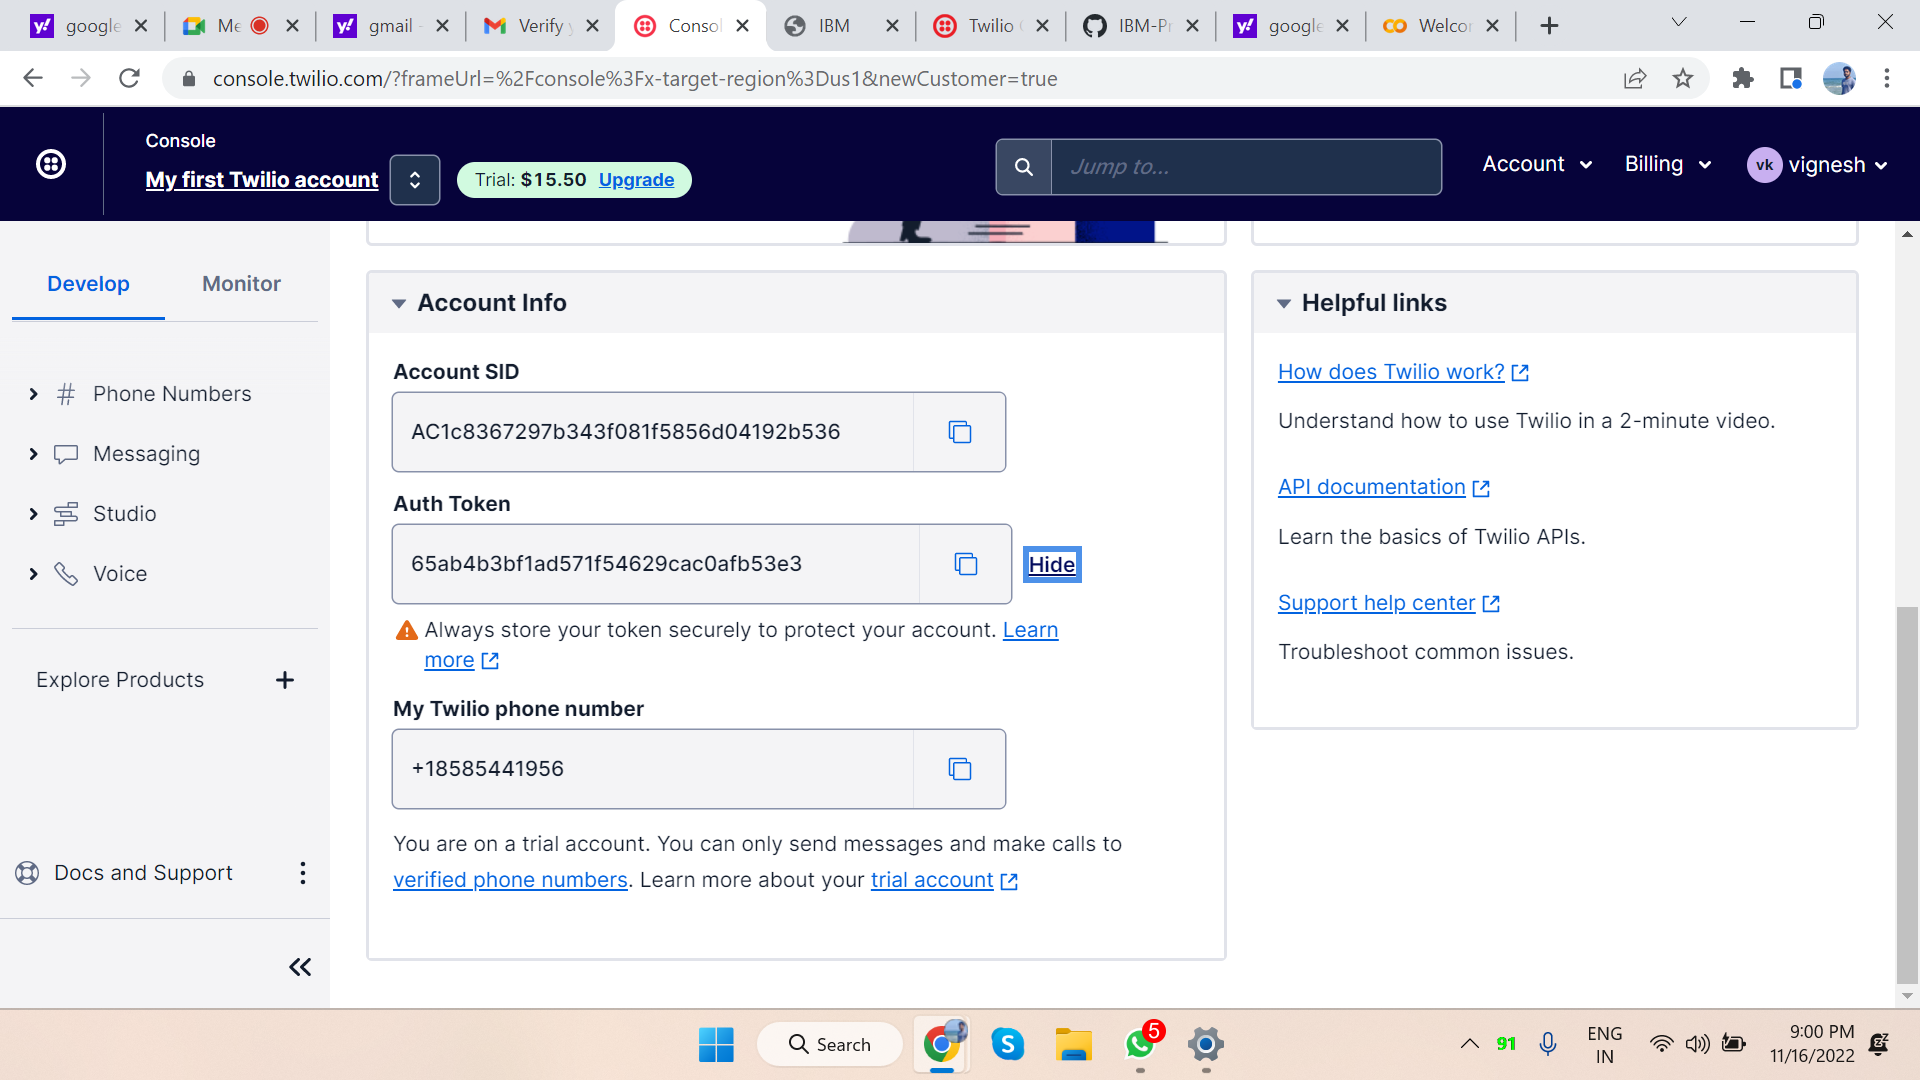 google
Me
gmail -
Verify y
Consol
IBM
Twilio C
IBM-Pr
google
Welcom
console.twilio.com/?frameUrl=%2Fconsole%3Fx-target-region%3Dus1&newCustomer=true
Console
My first Twilio account
Trial: $15.50 Upgrade
Jump to...
Account
Billing
vk
vignesh
Develop
Monitor
Phone Numbers
Messaging
Studio
Voice
Explore Products
Docs and Support
Account Info
Account SID
AC1c8367297b343f081f5856d04192b536
Auth Token
65ab4b3bf1ad571f54629cac0afb53e3
Hide
Always store your token securely to protect your account. Learn
more
My Twilio phone number
+18585441956
You are on a trial account. You can only send messages and make calls to
verified phone numbers. Learn more about your trial account
Helpful links
How does Twilio work?
Understand how to use Twilio in a 2-minute video.
API documentation
Learn the basics of Twilio APIs.
Support help center
Troubleshoot common issues.
Search
S
5
91
ENG
IN
9:00 PM
11/16/2022